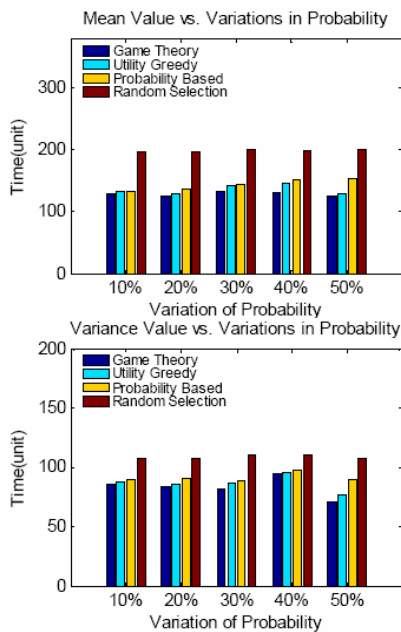 Mean Value vs. Variations in Probability
Game Theory
Utility Greedy
Probability Based
Random Selection
300
200
100
0
Time(unit)
10% 20% 30% 40% 50%
Variation of Probability
Variance Value vs. Variations in Probability
200
Game Theory
Utility Greedy
Probability Based
Random Selection
150
100
50
0
Time(unit)
10% 20% 30% 40% 50%
Variation of Probability